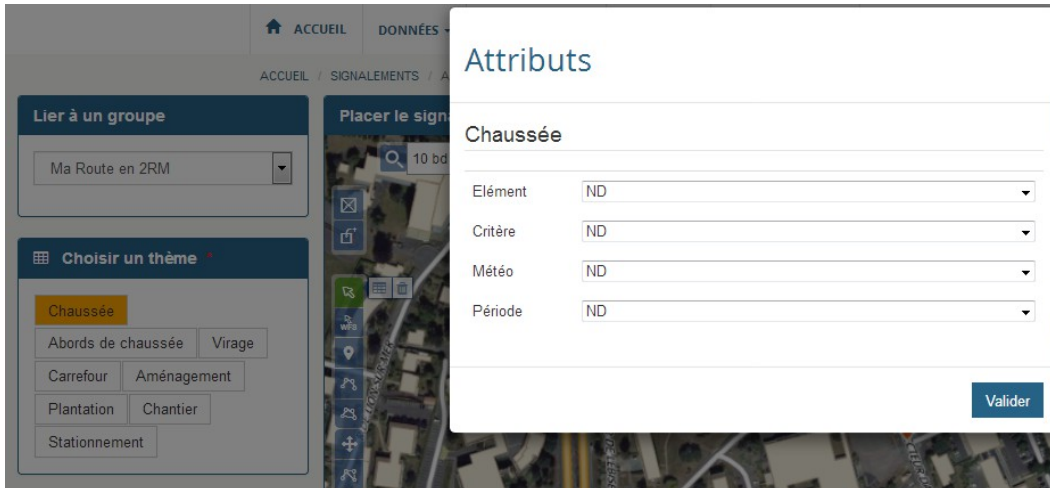 ACCUEIL
DONNÉES
ACCUEIL / SIGNALEMENTS / A
Lier à un groupe
Ma Route en 2RM
Choisir un thème *
Chaussée
Abords de chaussée
Virage
Carrefour
Aménagement
Plantation
Chantier
Stationnement
Placer le sign
10 bd
WFS
Attributs
Chaussée
Elément ND
Critère ND
Météo ND
Période ND
Valider